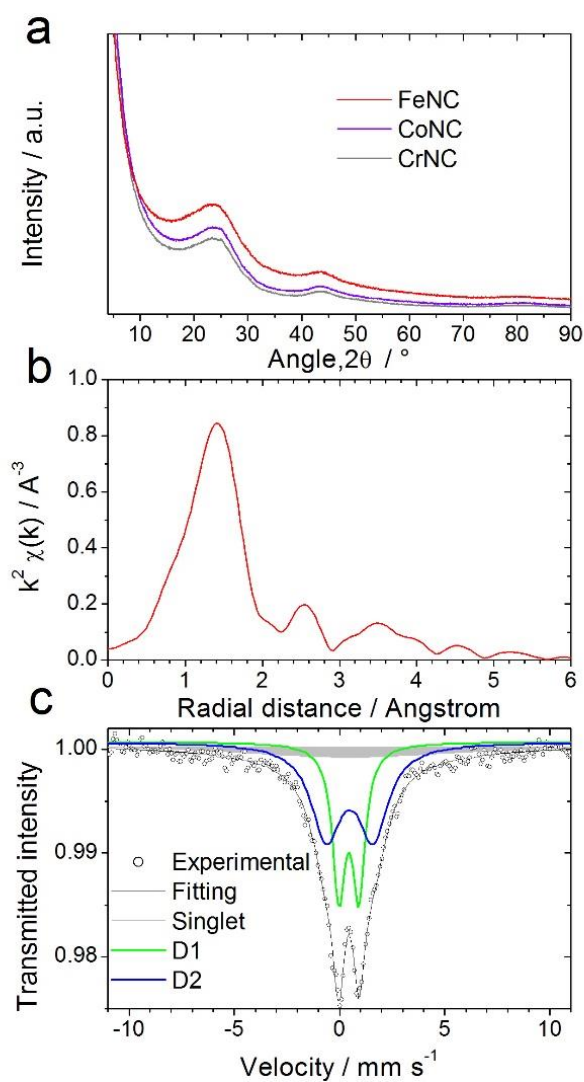 a
Intensity / a.u.
FeNC
CoNC
CrNC
10 20 30 40 50 60 70 80 90
Angle,2θ / °
b
k² χ(k) / A⁻³
1.0
0.8
0.6
0.4
0.2
0.0
0 1 2 3 4 5 6
Radial distance / Angstrom
c
Transmitted intensity
1.00
0.99
0.98
Experimental
Fitting
Singlet
D1
D2
-10 -5 0 5 10
Velocity / mm s⁻¹